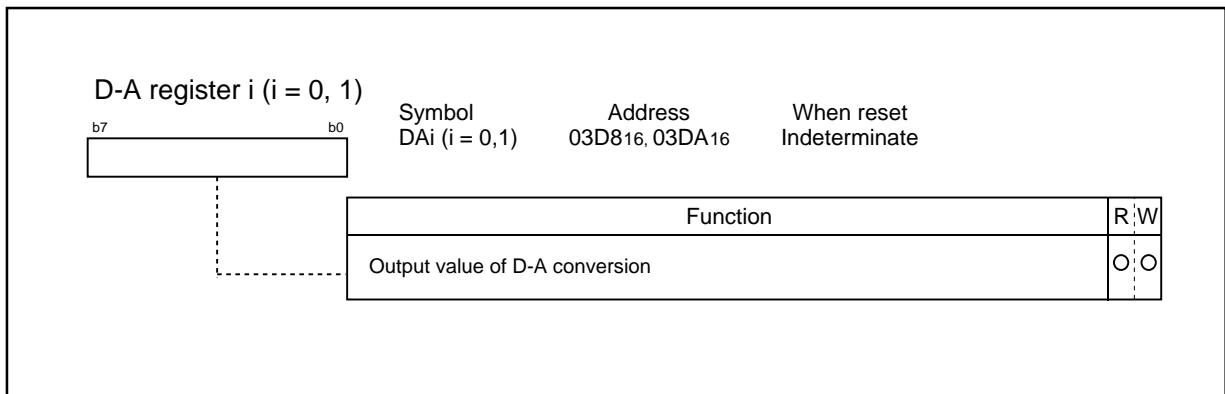 D-A register i (i = 0, 1)
b7 b0
Symbol Address When reset
DAi (i = 0,1) 03D816, 03DA16 Indeterminate
Function R W
Output value of D-A conversion O O